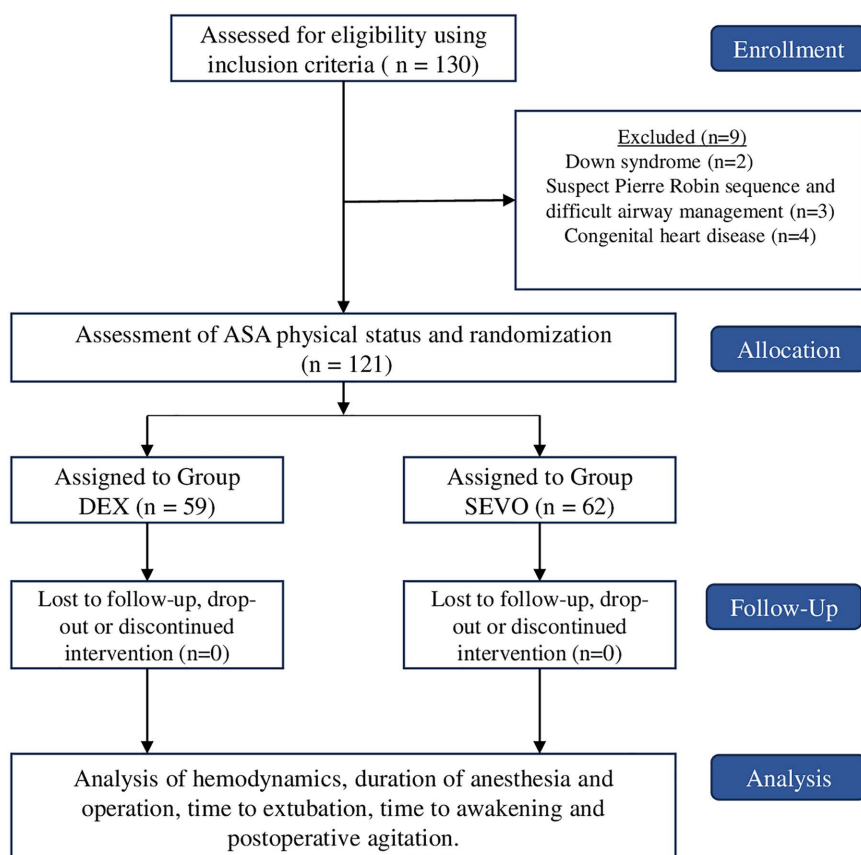 Assessed for eligibility using
inclusion criteria ( n = 130)
Enrollment
Excluded (n=9)
Down syndrome (n=2)
Suspect Pierre Robin sequence and
difficult airway management (n=3)
Congenital heart disease (n=4)
Assessment of ASA physical status and randomization
(n = 121)
Allocation
Assigned to Group
DEX (n = 59)
Assigned to Group
SEVO (n = 62)
Lost to follow-up, drop-
out or discontinued
intervention (n=0)
Lost to follow-up, drop-
out or discontinued
intervention (n=0)
Follow-Up
Analysis of hemodynamics, duration of anesthesia and
operation, time to extubation, time to awakening and
postoperative agitation.
Analysis